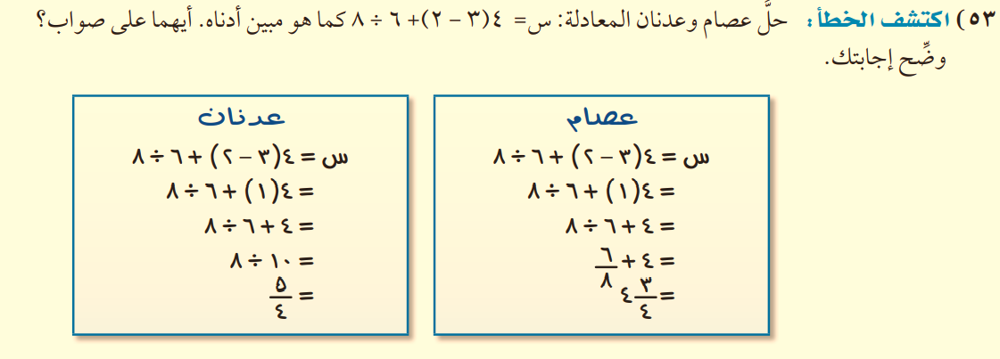 ٥٣) اكتشف الخطأ: حلَّ عصام وعدنان المعادلة: س = ٤(٣ – ٢) + ٦ ÷ ٨ كما هو مبين أدناه. أيهما على صواب؟
وضِّح إجابتك.
عصام
س = ٤(٣ – ٢) + ٦ ÷ ٨
= ٤(١) + ٦ ÷ ٨
= ٤ + ٦ ÷ ٨
= ٤ + ٦/٨
= ٤ ٣/٤
عدنان
س = ٤(٣ – ٢) + ٦ ÷ ٨
= ٤(١) + ٦ ÷ ٨
= ٤ + ٦ ÷ ٨
= ١٠ ÷ ٨
= ٥/٤